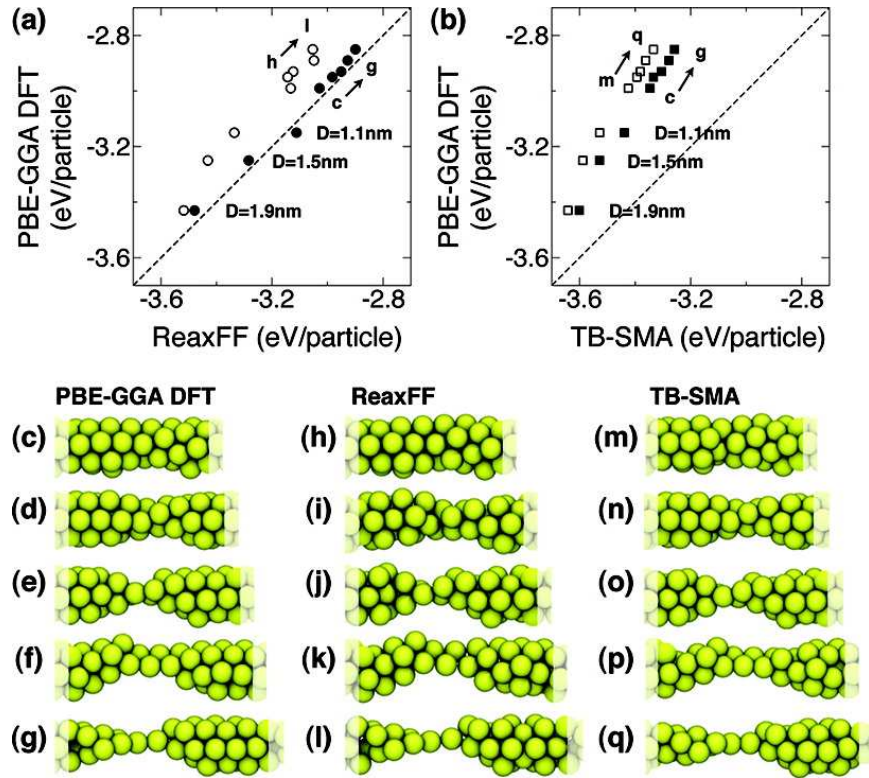 (a)
PBE-GGA DFT
(eV/particle)
-2.8
-3.2
-3.6
l
h
g
c
D=1.1nm
D=1.5nm
D=1.9nm
-3.6 -3.2 -2.8
ReaxFF (eV/particle)
(b)
PBE-GGA DFT
(eV/particle)
-2.8
-3.2
-3.6
q
m
g
c
D=1.1nm
D=1.5nm
D=1.9nm
-3.6 -3.2 -2.8
TB-SMA (eV/particle)
PBE-GGA DFT ReaxFF TB-SMA
(c) (h) (m)
(d) (i) (n)
(e) (j) (o)
(f) (k) (p)
(g) (l) (q)